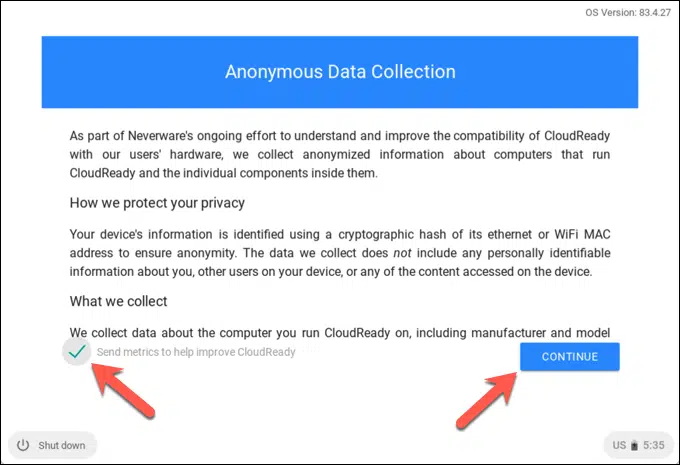 OS Version: 83.4.27
Anonymous Data Collection
As part of Neverware's ongoing effort to understand and improve the compatibility of CloudReady
with our users' hardware, we collect anonymized information about computers that run
CloudReady and the individual components inside them.
How we protect your privacy
Your device's information is identified using a cryptographic hash of its ethernet or WiFi MAC
address to ensure anonymity. The data we collect does not include any personally identifiable
information about you, other users on your device, or any of the content accessed on the device.
What we collect
We collect data about the computer you run CloudReady on, including manufacturer and model
Send metrics to help improve CloudReady
CONTINUE
Shut down
US 5:35